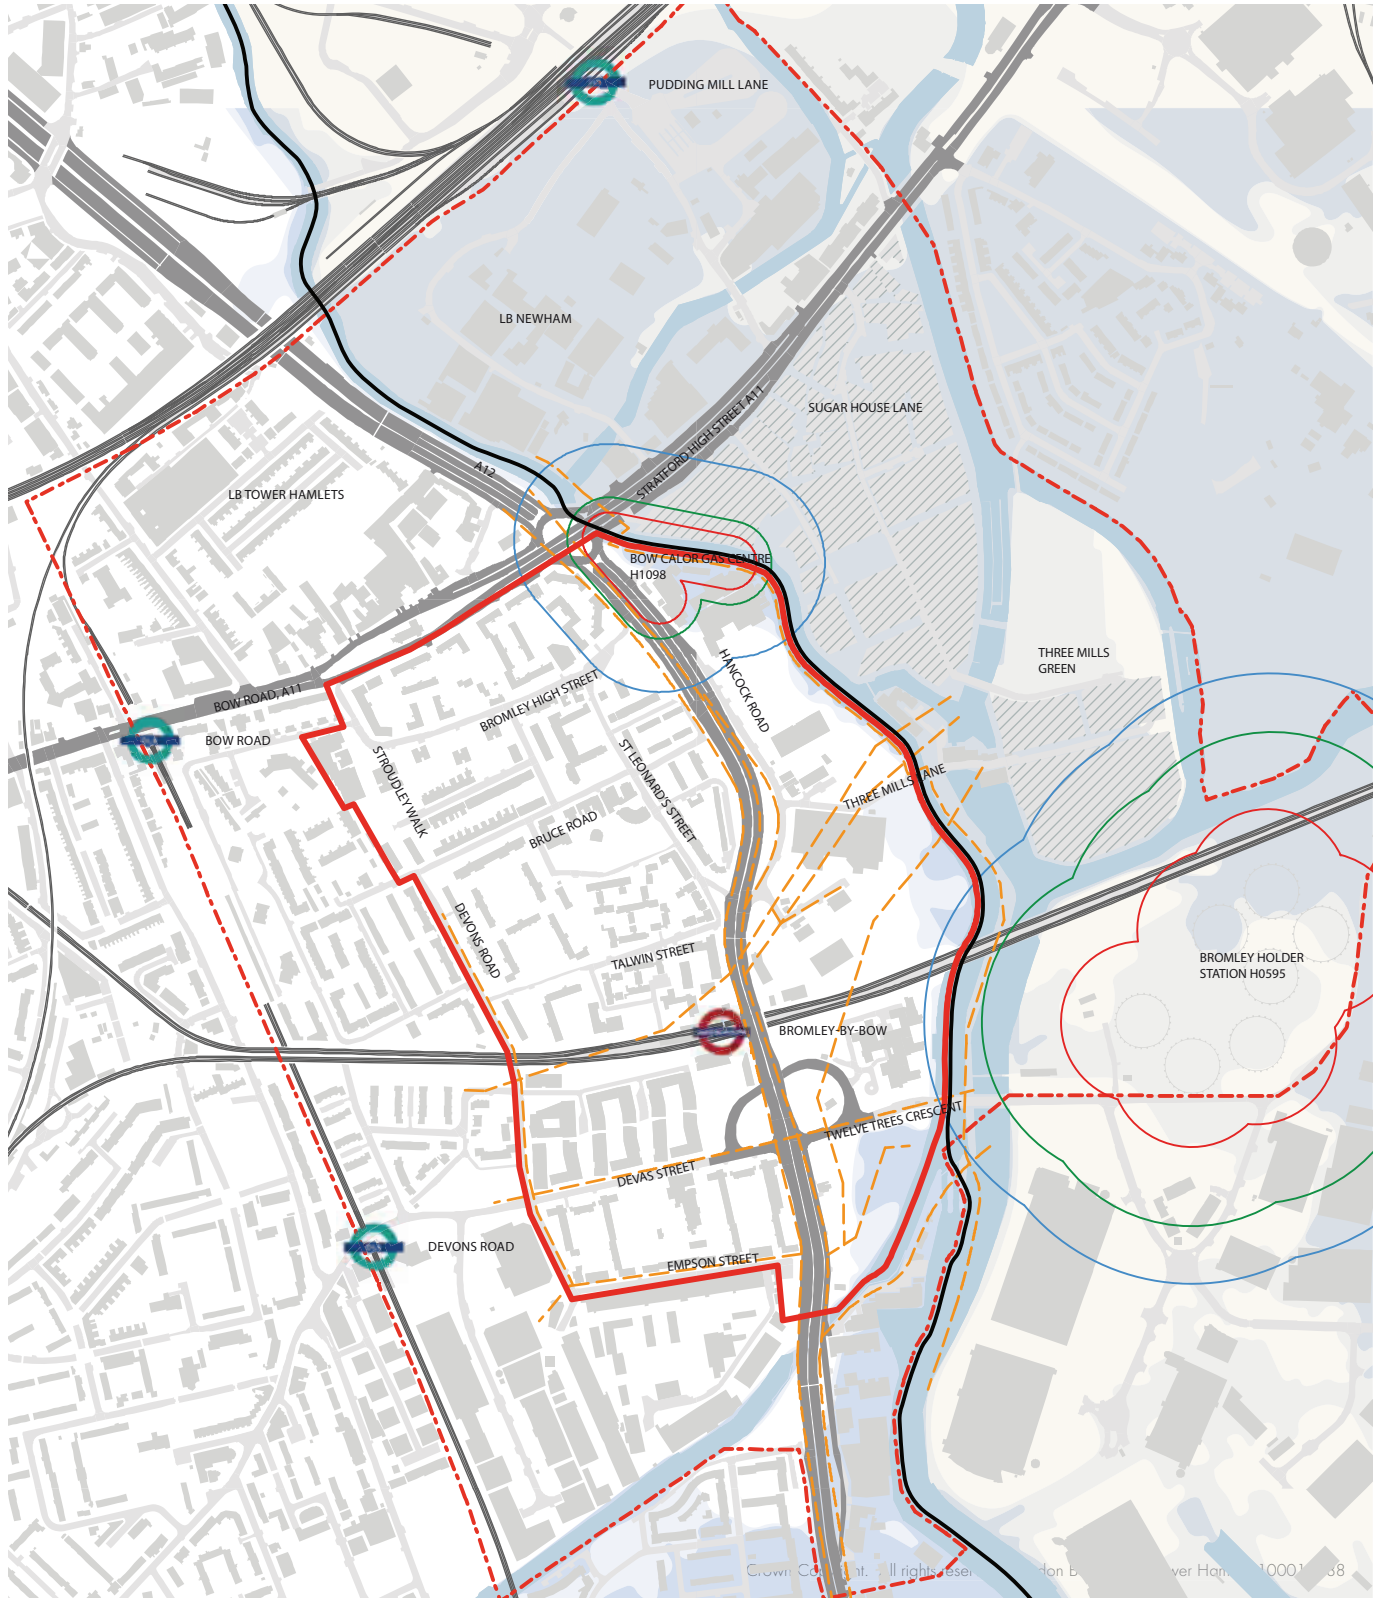 PUDDING MILL LANE
LB NEWHAM
SUGAR HOUSE LANE
STRATFORD HIGH STREET A11
A12
LB TOWER HAMLETS
BOW CALOR GAS CENTRE
H1098
THREE MILLS
GREEN
HANCOCK ROAD
BOW ROAD, A11
BROMLEY HIGH STREET
BOW ROAD
STROUDLEY WALK
ST LEONARD'S STREET
THREE MILLS LANE
BRUCE ROAD
DEVONS ROAD
TALWIN STREET
BROMLEY HOLDER
STATION H0595
BROMLEY-BY-BOW
TWELVE TREES CRESCENT
DEVAS STREET
DEVONS ROAD
EMPSON STREET
Crown All rights